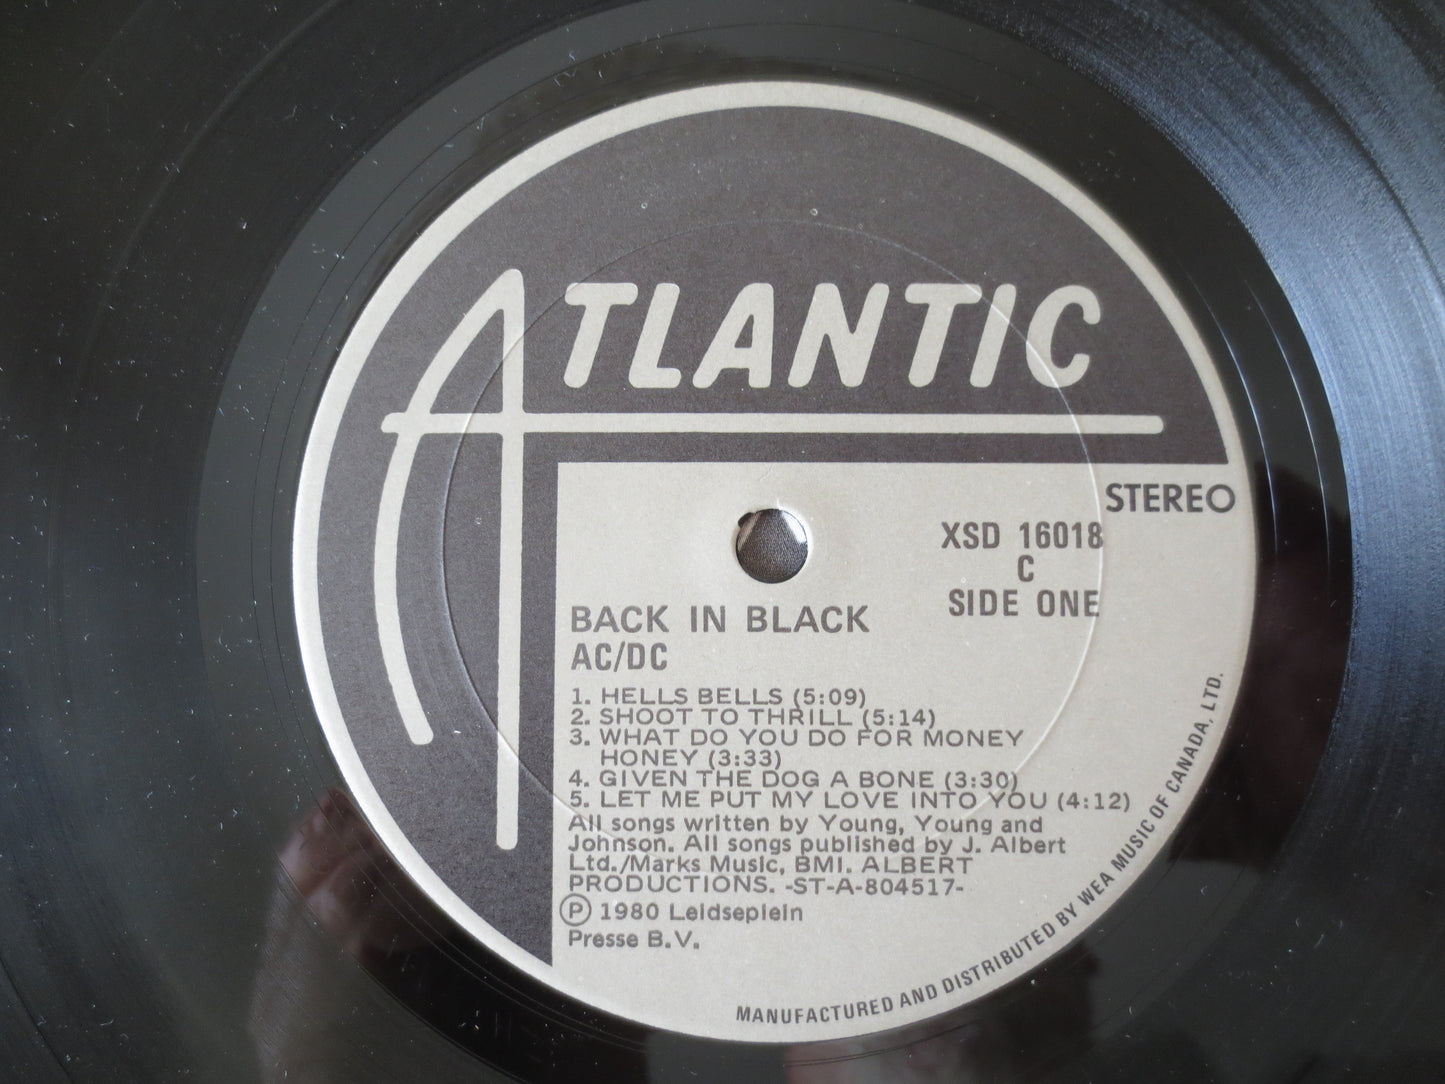 ATLANTIC
STEREO
XSD 16018
C
SIDE ONE
BACK IN BLACK
AC/DC
1. HELLS BELLS (5:09)
2. SHOOT TO THRILL (5:14)
3. WHAT DO YOU DO FOR MONEY
HONEY (3:33)
4. GIVEN THE DOG A BONE (3:30)
5. LET ME PUT MY LOVE INTO YOU (4:12)
All songs written by Young, Young and
Johnson. All songs published by J. Albert
Ltd./Marks Music, BMI. ALBERT
PRODUCTIONS. -ST-A-804517-
Ⓟ 1980 Leidseplein
Presse B.V.
MANUFACTURED AND DISTRIBUTED BY WEA MUSIC OF CANADA, LTD.